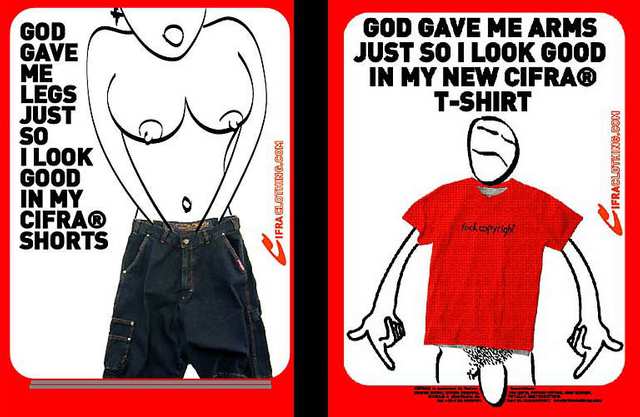 GOD
GAVE
ME
LEGS
JUST
SO
I LOOK
GOOD
IN MY
CIFRA®
SHORTS
CIFRACLOTHING.COM
GOD GAVE ME ARMS
JUST SO I LOOK GOOD
IN MY NEW CIFRA®
T-SHIRT
CIFRACLOTHING.COM
fuck copyright